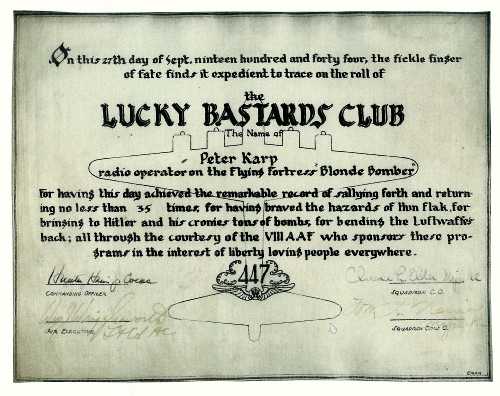 On this 27th day of Sept. nineteen hundred and forty four, the fickle finger
of fate finds it expedient to trace on the roll of
the
LUCKY BASTARDS CLUB
The Name of
Peter Karp
radio operator on the Flying Fortress "Blonde Bomber"
for having this day achieved the remarkable record of sallying forth and return-
ing no less than 35 times, for having braved the hazards of Hun flak, for
bringing to Hitler and his cronies tons of bombs, for bending the Luftwaffes
back; all through the courtesy of the VIII AAF who sponsors these pro-
grams in the interest of liberty loving people everywhere.
447
COMMANDING OFFICER
SQUADRON C.O.
AIR EXECUTIVE
SQUADRON